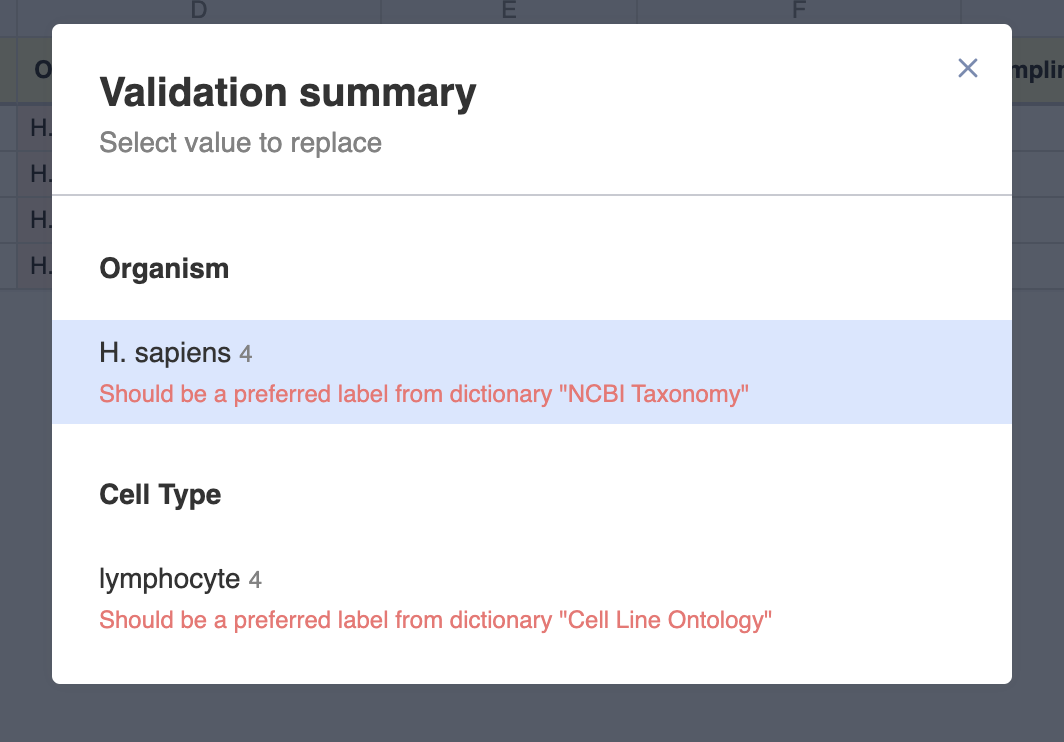 D E F
Validation summary
Select value to replace
Organism
H. sapiens 4
Should be a preferred label from dictionary "NCBI Taxonomy"
Cell Type
lymphocyte 4
Should be a preferred label from dictionary "Cell Line Ontology"
H.
H.
H.
H.